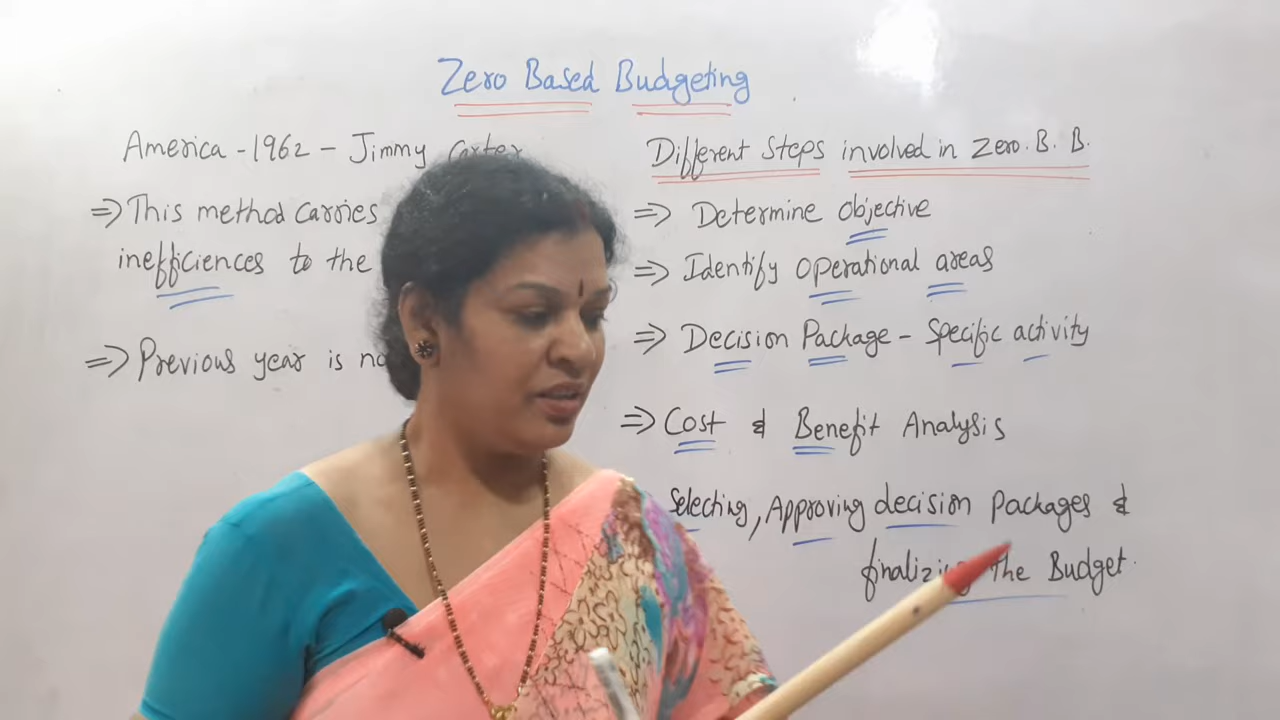 Zero Based Budgeting
America - 1962 - Jimmy Carter
⇒ This method carries
inefficiences to the
⇒ Previous year is
Different Steps involved in Zero. B. B.
⇒ Determine objective
⇒ Identify operational areas
⇒ Decision Package - Specific activity
⇒ Cost & Benefit Analysis
Selecting, Approving decision packages &
finalizing the Budget.